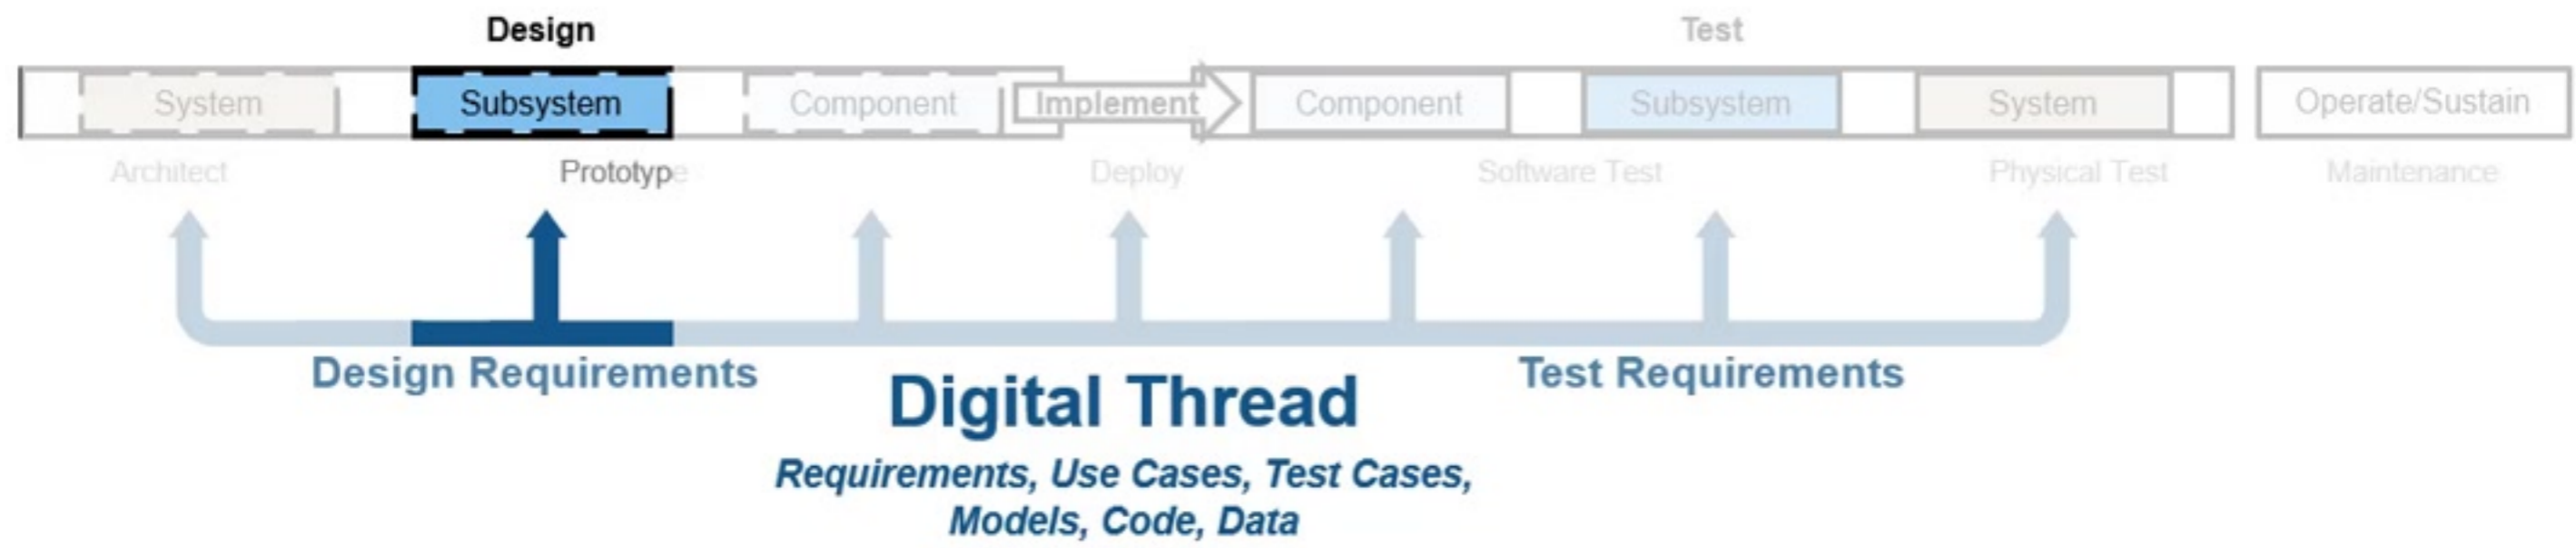 Design
Test
System
Subsystem
Component
Implement
Component
Subsystem
System
Operate/Sustain
Architect
Prototype
Deploy
Software Test
Physical Test
Maintenance
Design Requirements
Test Requirements
Digital Thread
Requirements, Use Cases, Test Cases,
Models, Code, Data